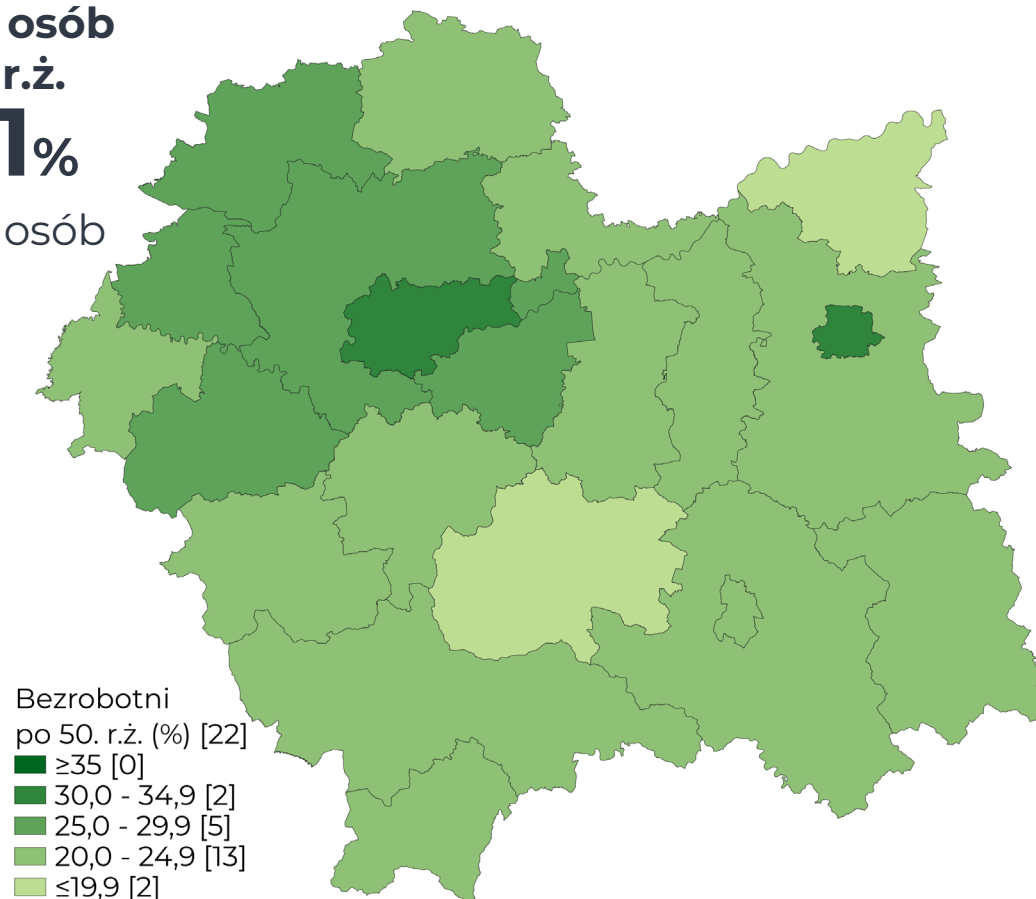 osób
r.ż.
1%
osób
Bezrobotni
po 50. r.ż. (%) [22]
≥35 [0]
30,0 - 34,9 [2]
25,0 - 29,9 [5]
20,0 - 24,9 [13]
≤19,9 [2]